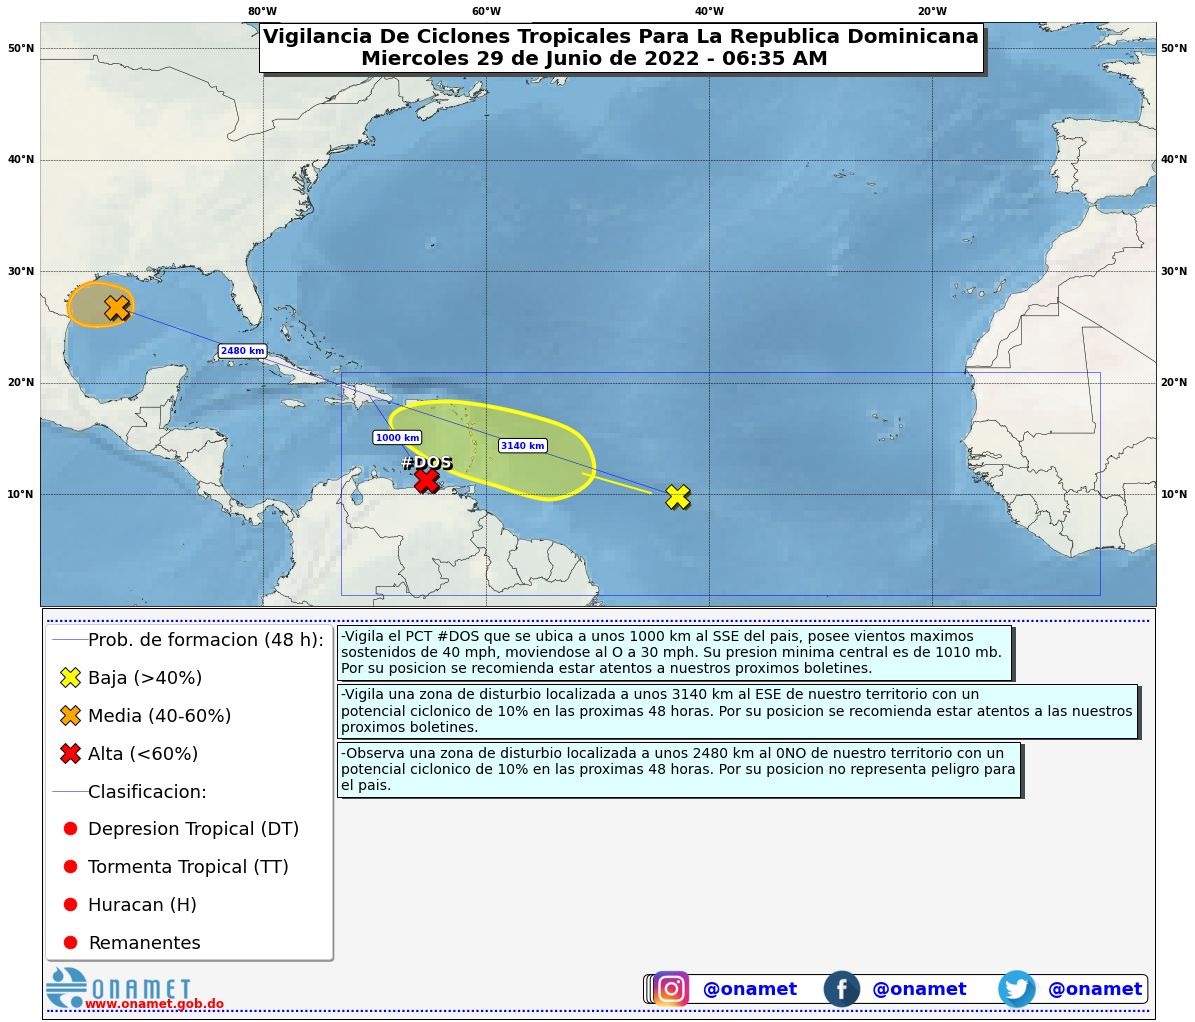 80°W 60°W 40°W 20°W
Vigilancia De Ciclones Tropicales Para La Republica Dominicana
Miercoles 29 de Junio de 2022 - 06:35 AM
50°N 50°N
40°N 40°N
30°N 30°N
20°N 20°N
10°N 10°N
2480 km
1000 km
3140 km
#DOS
Prob. de formacion (48 h):
Baja (>40%)
Media (40-60%)
Alta (<60%)
Clasificacion:
Depresion Tropical (DT)
Tormenta Tropical (TT)
Huracan (H)
Remanentes
-Vigila el PCT #DOS que se ubica a unos 1000 km al SSE del pais, posee vientos maximos
sostenidos de 40 mph, moviendose al O a 30 mph. Su presion minima central es de 1010 mb.
Por su posicion se recomienda estar atentos a nuestros proximos boletines.
-Vigila una zona de disturbio localizada a unos 3140 km al ESE de nuestro territorio con un
potencial ciclonico de 10% en las proximas 48 horas. Por su posicion se recomienda estar atentos a las nuestros
proximos boletines.
-Observa una zona de disturbio localizada a unos 2480 km al 0NO de nuestro territorio con un
potencial ciclonico de 10% en las proximas 48 horas. Por su posicion no representa peligro para
el pais.
ONAMET
www.onamet.gob.do
@onamet @onamet @onamet